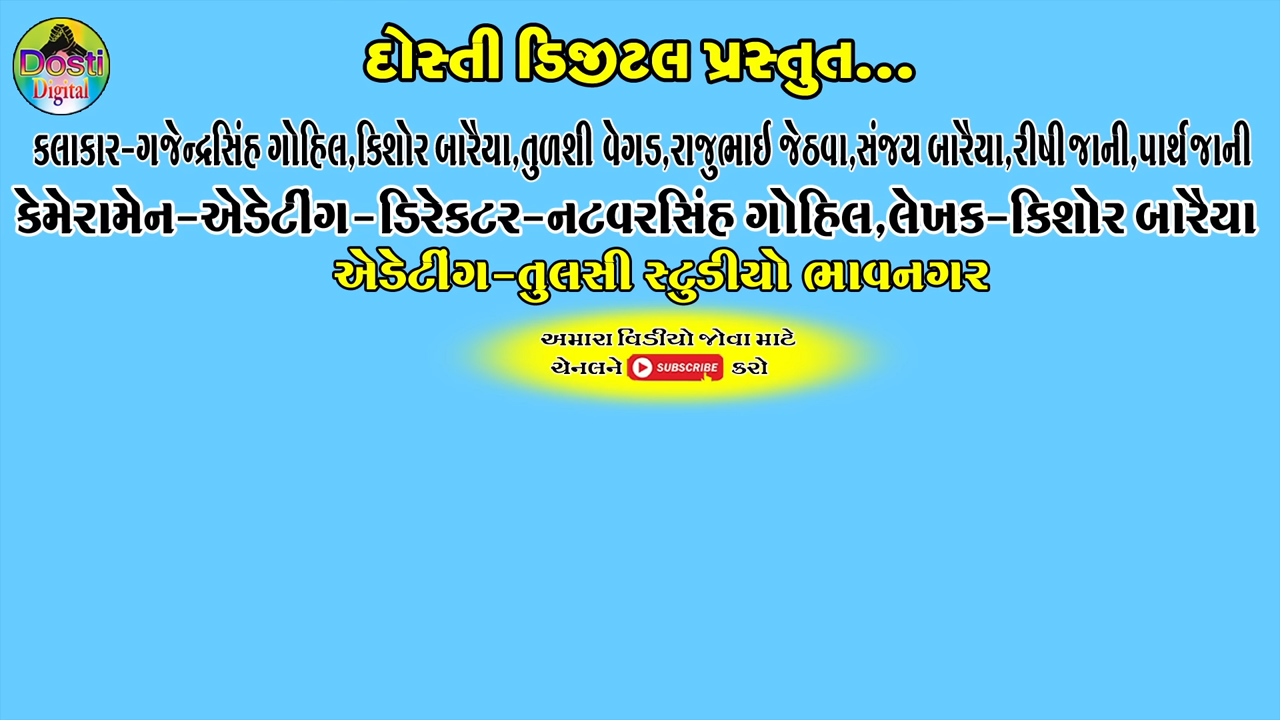 Dosti
Digital
દોસ્તી ડિજીટલ પ્રસ્તુત...
કલાકાર-ગજેન્દ્રસિંહ ગોહિલ,કિશોર બારૈયા,તુળશી વેગડ,રાજુભાઈ જેઠવા,સંજય બારૈયા,રીષી જાની,પાર્થ જાની
કેમેરામેન-એડેટીંગ-ડિરેકટર-નટવરસિંહ ગોહિલ,લેખક-કિશોર બારૈયા
એડેટીંગ-તુલસી સ્ટુડીયો ભાવનગર
અમારા વિડીયો જોવા માટે
ચેનલને SUBSCRIBE કરો